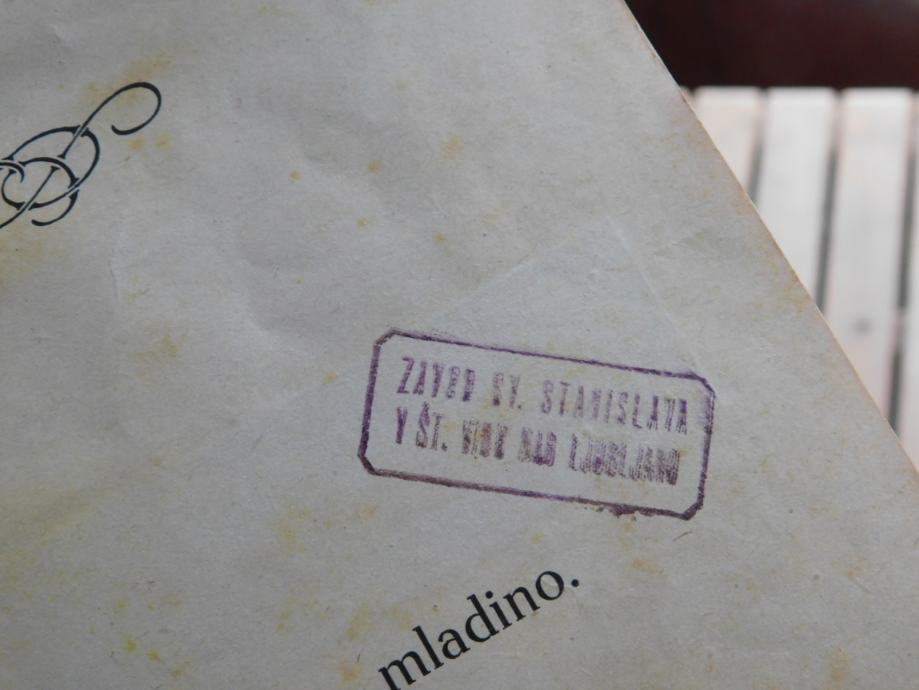 ZAVOD SV. STANISLAVA
V ŠT. VIDU NAD LJUBLJANO
mladino.